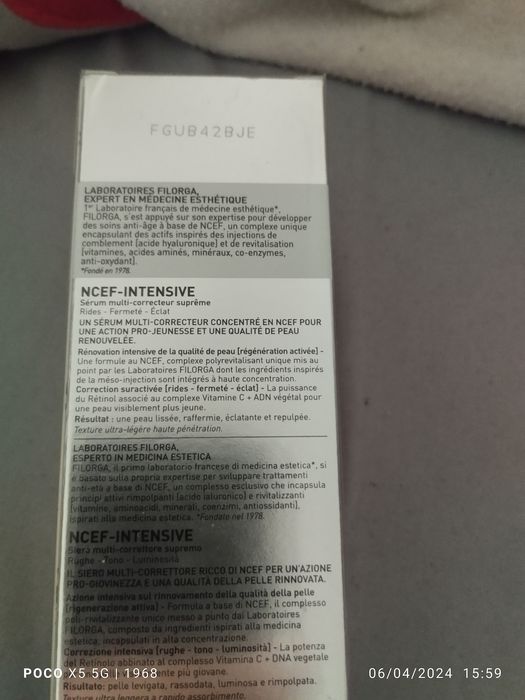 FGUB42BJE
LABORATOIRES FILORGA,
EXPERT EN MÉDECINE ESTHÉTIQUE
1er Laboratoire français de médecine esthétique*,
FILORGA, s'est appuyé sur son expertise pour développer
des soins anti-âge à base de NCEF, un complexe unique
encapsulant des actifs inspirés des injections de
comblement (acide hyaluronique) et de revitalisation
(vitamines, acides aminés, minéraux, co-enzymes,
anti-oxydant).
*Fondé en 1978.
NCEF-INTENSIVE
Sérum multi-correcteur suprême
Rides - Fermeté - Éclat
UN SÉRUM MULTI-CORRECTEUR CONCENTRÉ EN NCEF POUR
UNE ACTION PRO-JEUNESSE ET UNE QUALITÉ DE PEAU
RENOUVELÉE.
Rénovation intensive de la qualité de peau (régénération activée) -
Une formule au NCEF, complexe polyrevitalisant unique mis au
point par les Laboratoires FILORGA dont les ingrédients inspirés
de la méso-injection sont intégrés à haute concentration.
Correction suractivée (rides - fermeté - éclat) - La puissance
du Rétinol associé au complexe Vitamine C + ADN végétal pour
une peau visiblement plus jeune.
Résultat : une peau lissée, raffermie, éclatante et repulpée.
Texture ultra-légère haute pénétration.
LABORATOIRES FILORGA,
ESPERTO IN MEDICINA ESTETICA
FILORGA, il primo laboratorio francese di medicina estetica*, si
è basato sulla propria expertise per sviluppare trattamenti
anti-età a base di NCEF, un complesso esclusivo che incapsula
principi attivi rimpolpanti (acido ialuronico) e rivitalizzanti
(vitamine, aminoacidi, minerali, coenzimi, antiossidanti),
ispirati alla medicina estetica. *Fondato nel 1978.
NCEF-INTENSIVE
Siero multi-correttore supremo
Rughe - Tono - Luminosità
IL SIERO MULTI-CORRETTORE RICCO DI NCEF PER UN'AZIONE
PRO-GIOVINEZZA E UNA QUALITÀ DELLA PELLE RINNOVATA.
Azione intensiva sul rinnovamento della qualità della pelle
(rigenerazione attiva) - Formula a base di NCEF, il complesso
poli-rivitalizzante unico messo a punto dai Laboratoires
FILORGA, composta da ingredienti ispirati alla medicina
estetica, incapsulati in alta concentrazione.
Correzione intensiva (rughe - tono - luminosità) - La potenza
del Retinolo abbinato al complesso Vitamina C + DNA vegetale
più giovane.
Risultato: pelle levigata, rassodata, luminosa e rimpolpata.
Texture ultra leggera a rapido assorbimento.
POCO X5 5G | 1968
06/04/2024 15:59